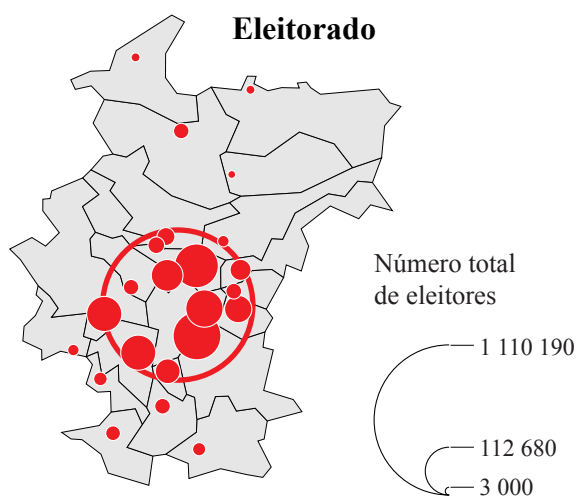 Eleitorado
Número total
de eleitores
1 110 190
112 680
3 000